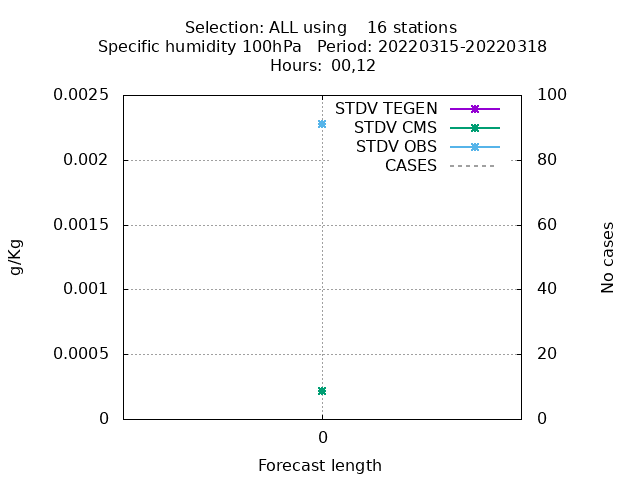 Selection: ALL using    16 stations
Specific humidity 100hPa   Period: 20220315-20220318
Hours: 00,12
0.0025
0.002
0.0015
0.001
0.0005
0
g/Kg
STDV TEGEN
STDV CMS
STDV OBS
CASES
100
80
60
40
20
0
No cases
0
Forecast length